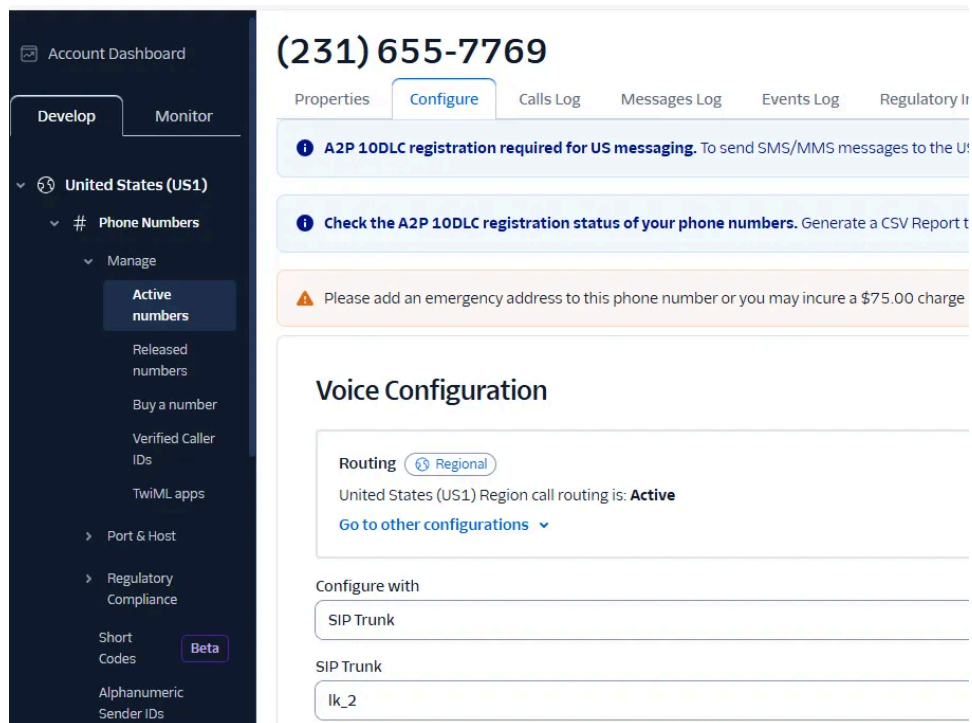 Account Dashboard
Develop
Monitor
United States (US1)
# Phone Numbers
Manage
Active
numbers
Released
numbers
Buy a number
Verified Caller
IDs
TwiML apps
Port & Host
Regulatory
Compliance
Short
Codes
Beta
Alphanumeric
Sender IDs
(231) 655-7769
Properties
Configure
Calls Log
Messages Log
Events Log
Regulatory In
A2P 10DLC registration required for US messaging. To send SMS/MMS messages to the US
Check the A2P 10DLC registration status of your phone numbers. Generate a CSV Report t
Please add an emergency address to this phone number or you may incure a $75.00 charge
Voice Configuration
Routing Regional
United States (US1) Region call routing is: Active
Go to other configurations
Configure with
SIP Trunk
SIP Trunk
lk_2